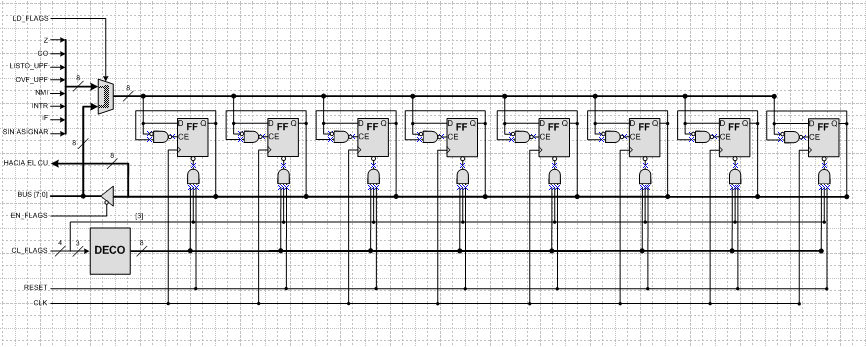 LD_FLAGS
Z
CO
LISTO_UPF
OVF_UPF
NMI
INTR
IF
SIN ASIGNAR
8
8
8
D Q D Q D Q D Q D Q D Q D Q D Q
FF FF FF FF FF FF FF FF
CE CE CE CE CE CE CE CE
HACIA EL CU
8
BUS [7:0]
EN_FLAGS
[3]
CL_FLAGS
4
3
DECO
8
RESET
CLK